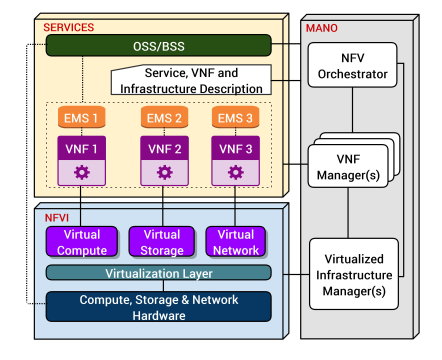 SERVICES
MANO
OSS/BSS
NFV
Orchestrator
Service, VNF and
Infrastructure Description
EMS 1
EMS 2
EMS 3
VNF 1
VNF 2
VNF 3
VNF
Manager(s)
NFVI
Virtual
Compute
Virtual
Storage
Virtual
Network
Virtualization Layer
Virtualized
Infrastructure
Manager(s)
Compute, Storage & Network
Hardware